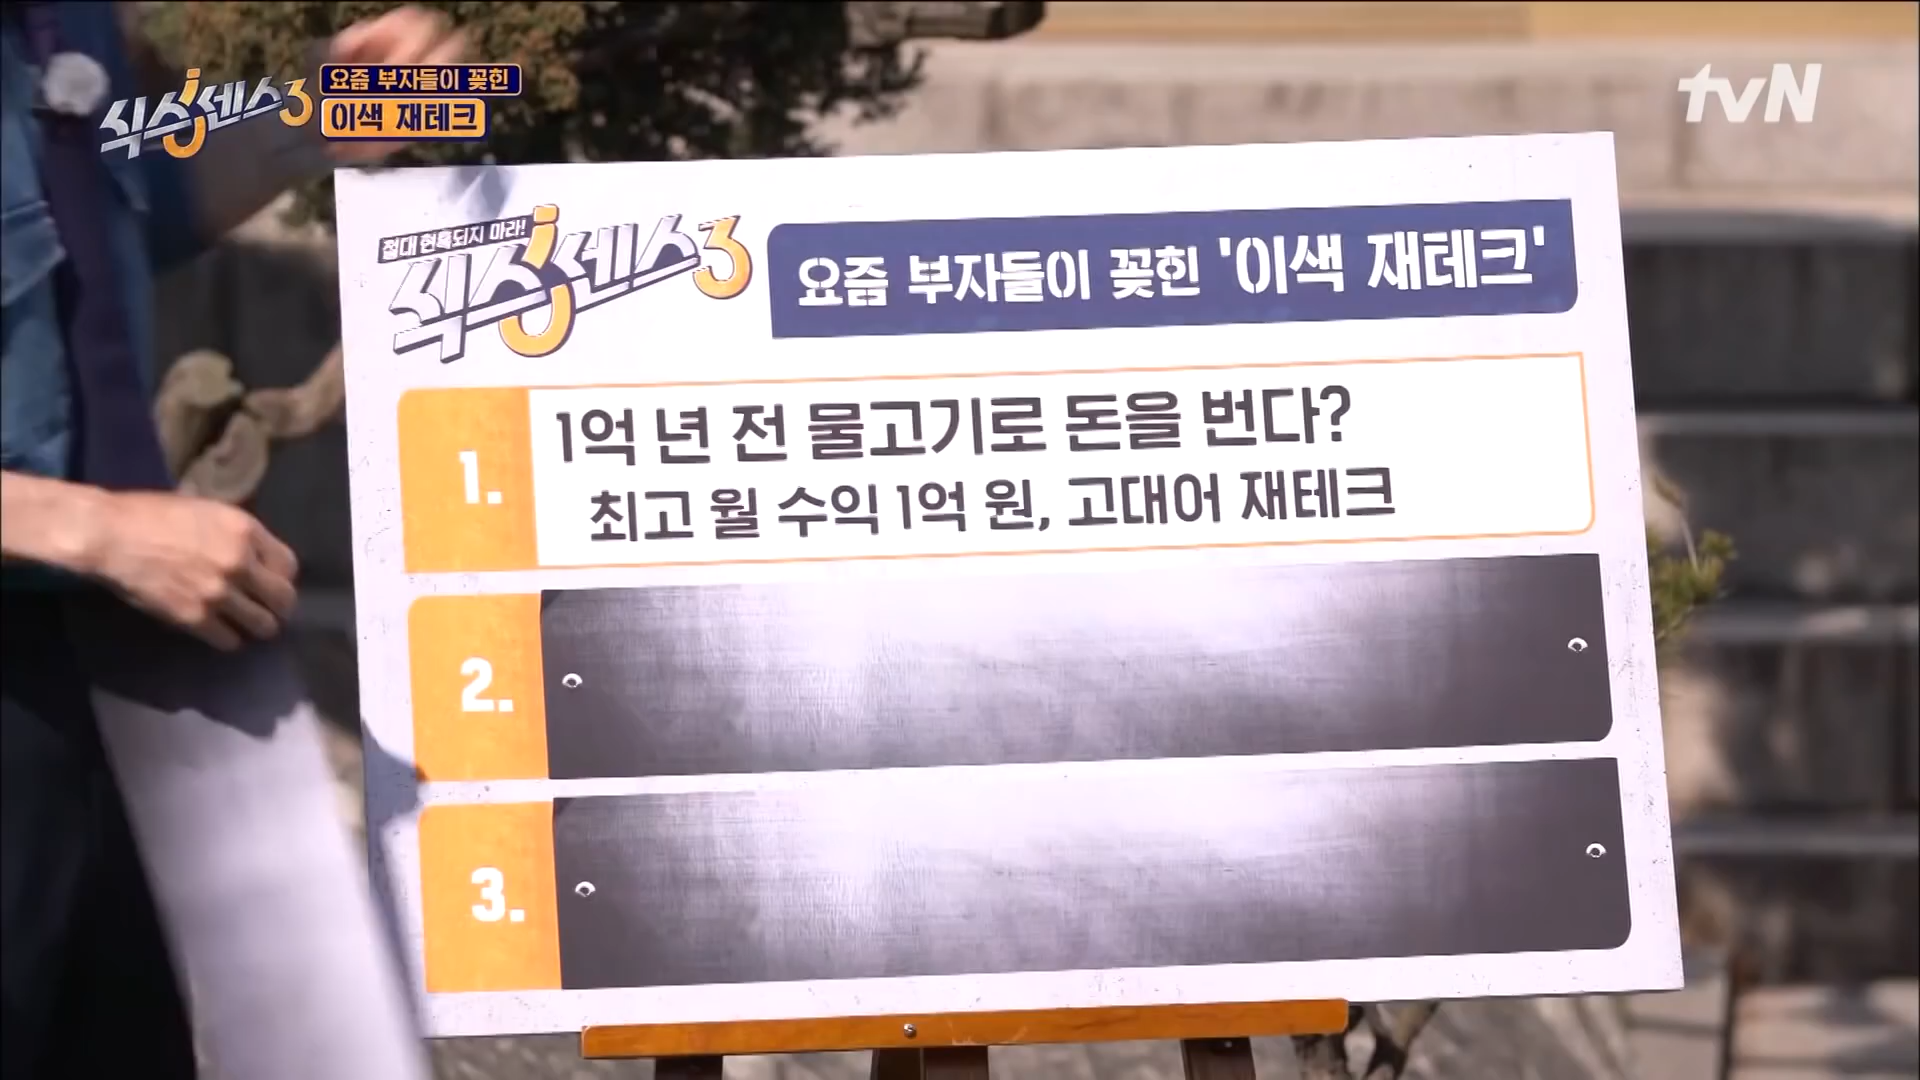 식스센스3
요즘 부자들이 꽂힌
이색 재테크
tvN
절대 현혹되지 마라!
식스센스3
요즘 부자들이 꽂힌 '이색 재테크'
1.
1억 년 전 물고기로 돈을 번다?
최고 월 수익 1억 원, 고대어 재테크
2.
3.